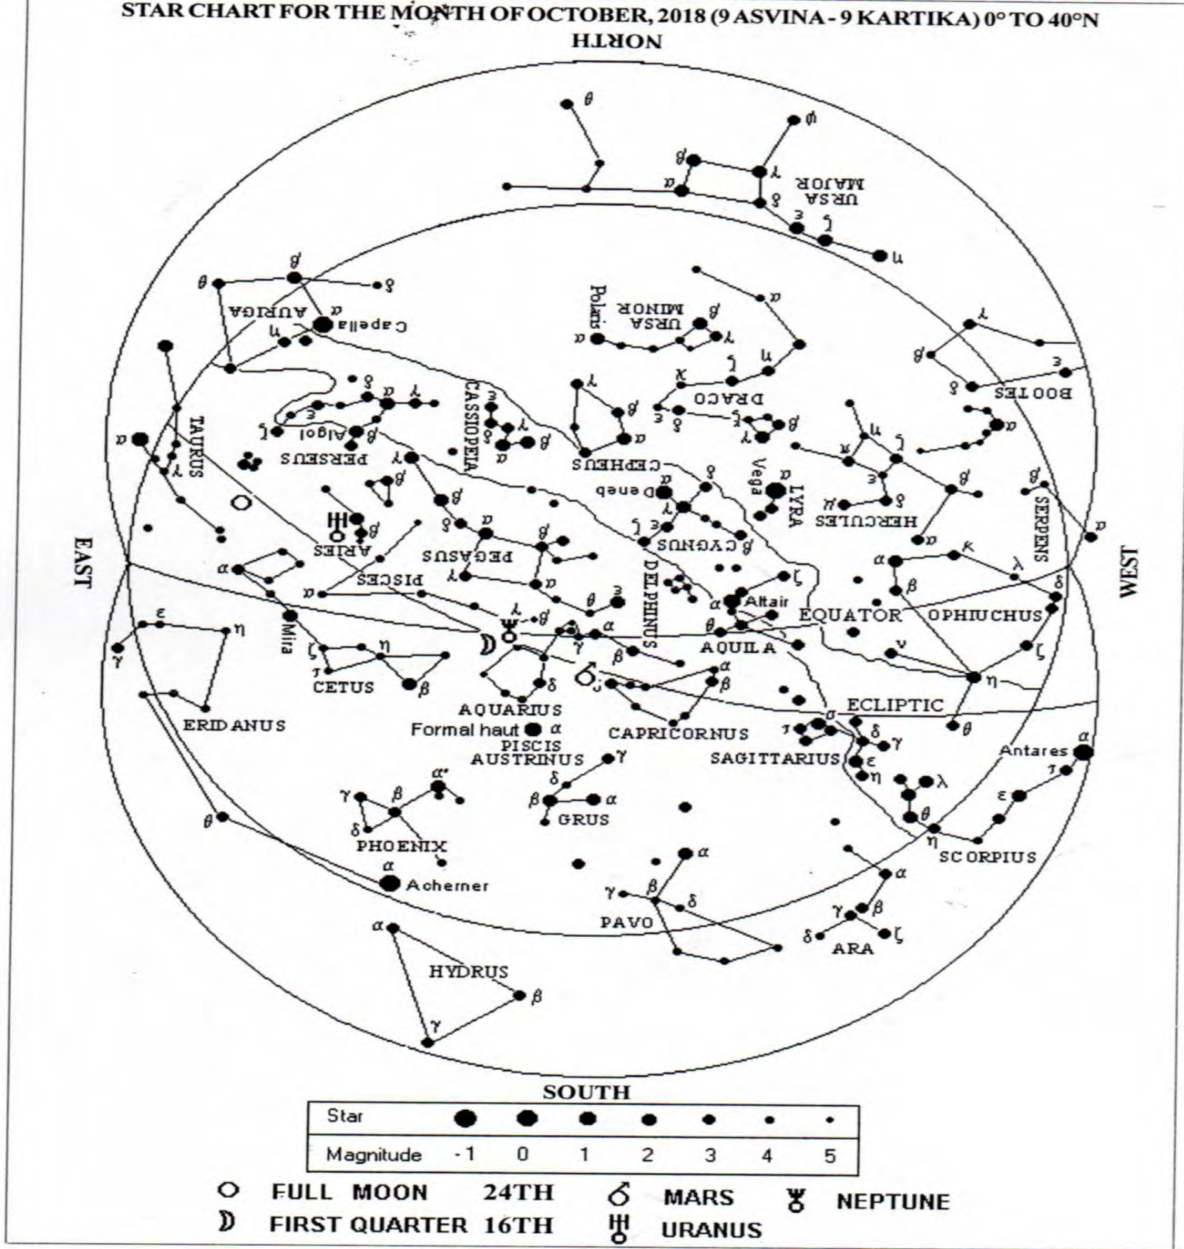 STAR CHART FOR THE MONTH OF OCTOBER, 2018 (9 ASVINA - 9 KARTIKA) 0° TO 40°N
NORTH
θ
ψ
β
γ
α
δ
URSA MAJOR
ε
ζ
η
θ
β
δ
AURIGA
α
Capella
η
Polaris
α
URSA MINOR
β
γ
α
η
ζ
χ
DRACO
ε
δ
ξ
β
γ
γ
β
δ
ε
BOOTES
α
TAURUS
α
γ
δ
α
γ
ε
ζ
Algol
β
PERSEUS
CASSIOPEIA
ε
δ
γ
α
β
γ
β
α
CEPHEUS
η
π
ζ
β
δ
μ
HERCULES
α
β
SERPENS
α
γ
β
δ
α
PEGASUS
β
γ
α
θ
ε
Deneb
α
δ
γ
ε
ζ
β
CYGNUS
Vega
α
LYRA
β
ARIES
PISCES
α
γ
β
EAST
WEST
α
κ
β
λ
δ
EQUATOR
OPHIUCHUS
ζ
ν
η
θ
DELPHINUS
ζ
α
Altair
θ
AQUILA
α
Mira
ζ
η
τ
CETUS
β
ε
γ
η
ERIDANUS
γ
α
δ
AQUARIUS
β
α
β
CAPRICORNUS
ECLIPTIC
Formal haut
α
PISCIS
AUSTRINUS
γ
δ
β
α
GRUS
σ
τ
δ
γ
SAGITTARIUS
ε
η
λ
θ
η
SCORPIUS
ε
τ
Antares
α
α
γ
β
δ
PHOENIX
θ
α
Acherner
α
γ
β
δ
PAVO
α
β
γ
δ
ζ
ARA
α
HYDRUS
β
γ
SOUTH
Star
Magnitude -1 0 1 2 3 4 5
FULL MOON 24TH MARS NEPTUNE
FIRST QUARTER 16TH URANUS